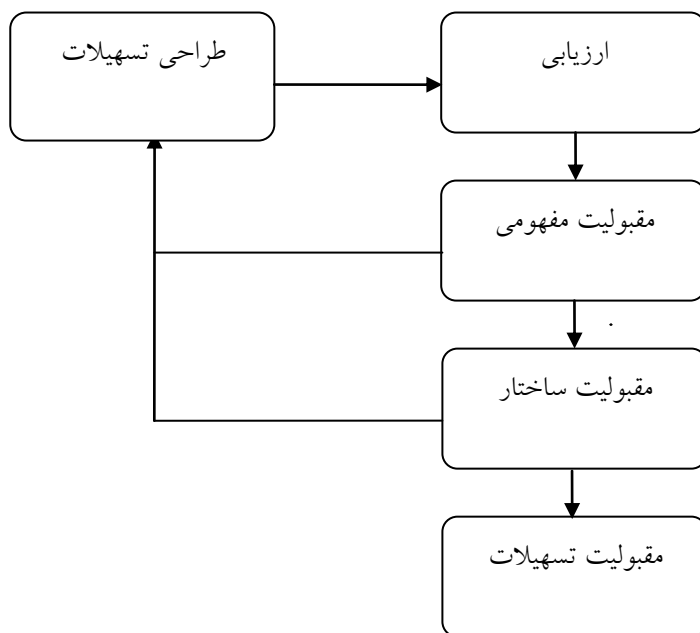 ارزیابی
طراحی تسهیلات
مقبولیت مفهومی
.
مقبولیت ساختار
مقبولیت تسهیلات